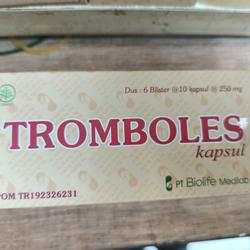 Dus : 6 Blister @10 kapsul @ 250 mg
TROMBOLES
kapsul
PT Biolife Medilab
POM TR192326231